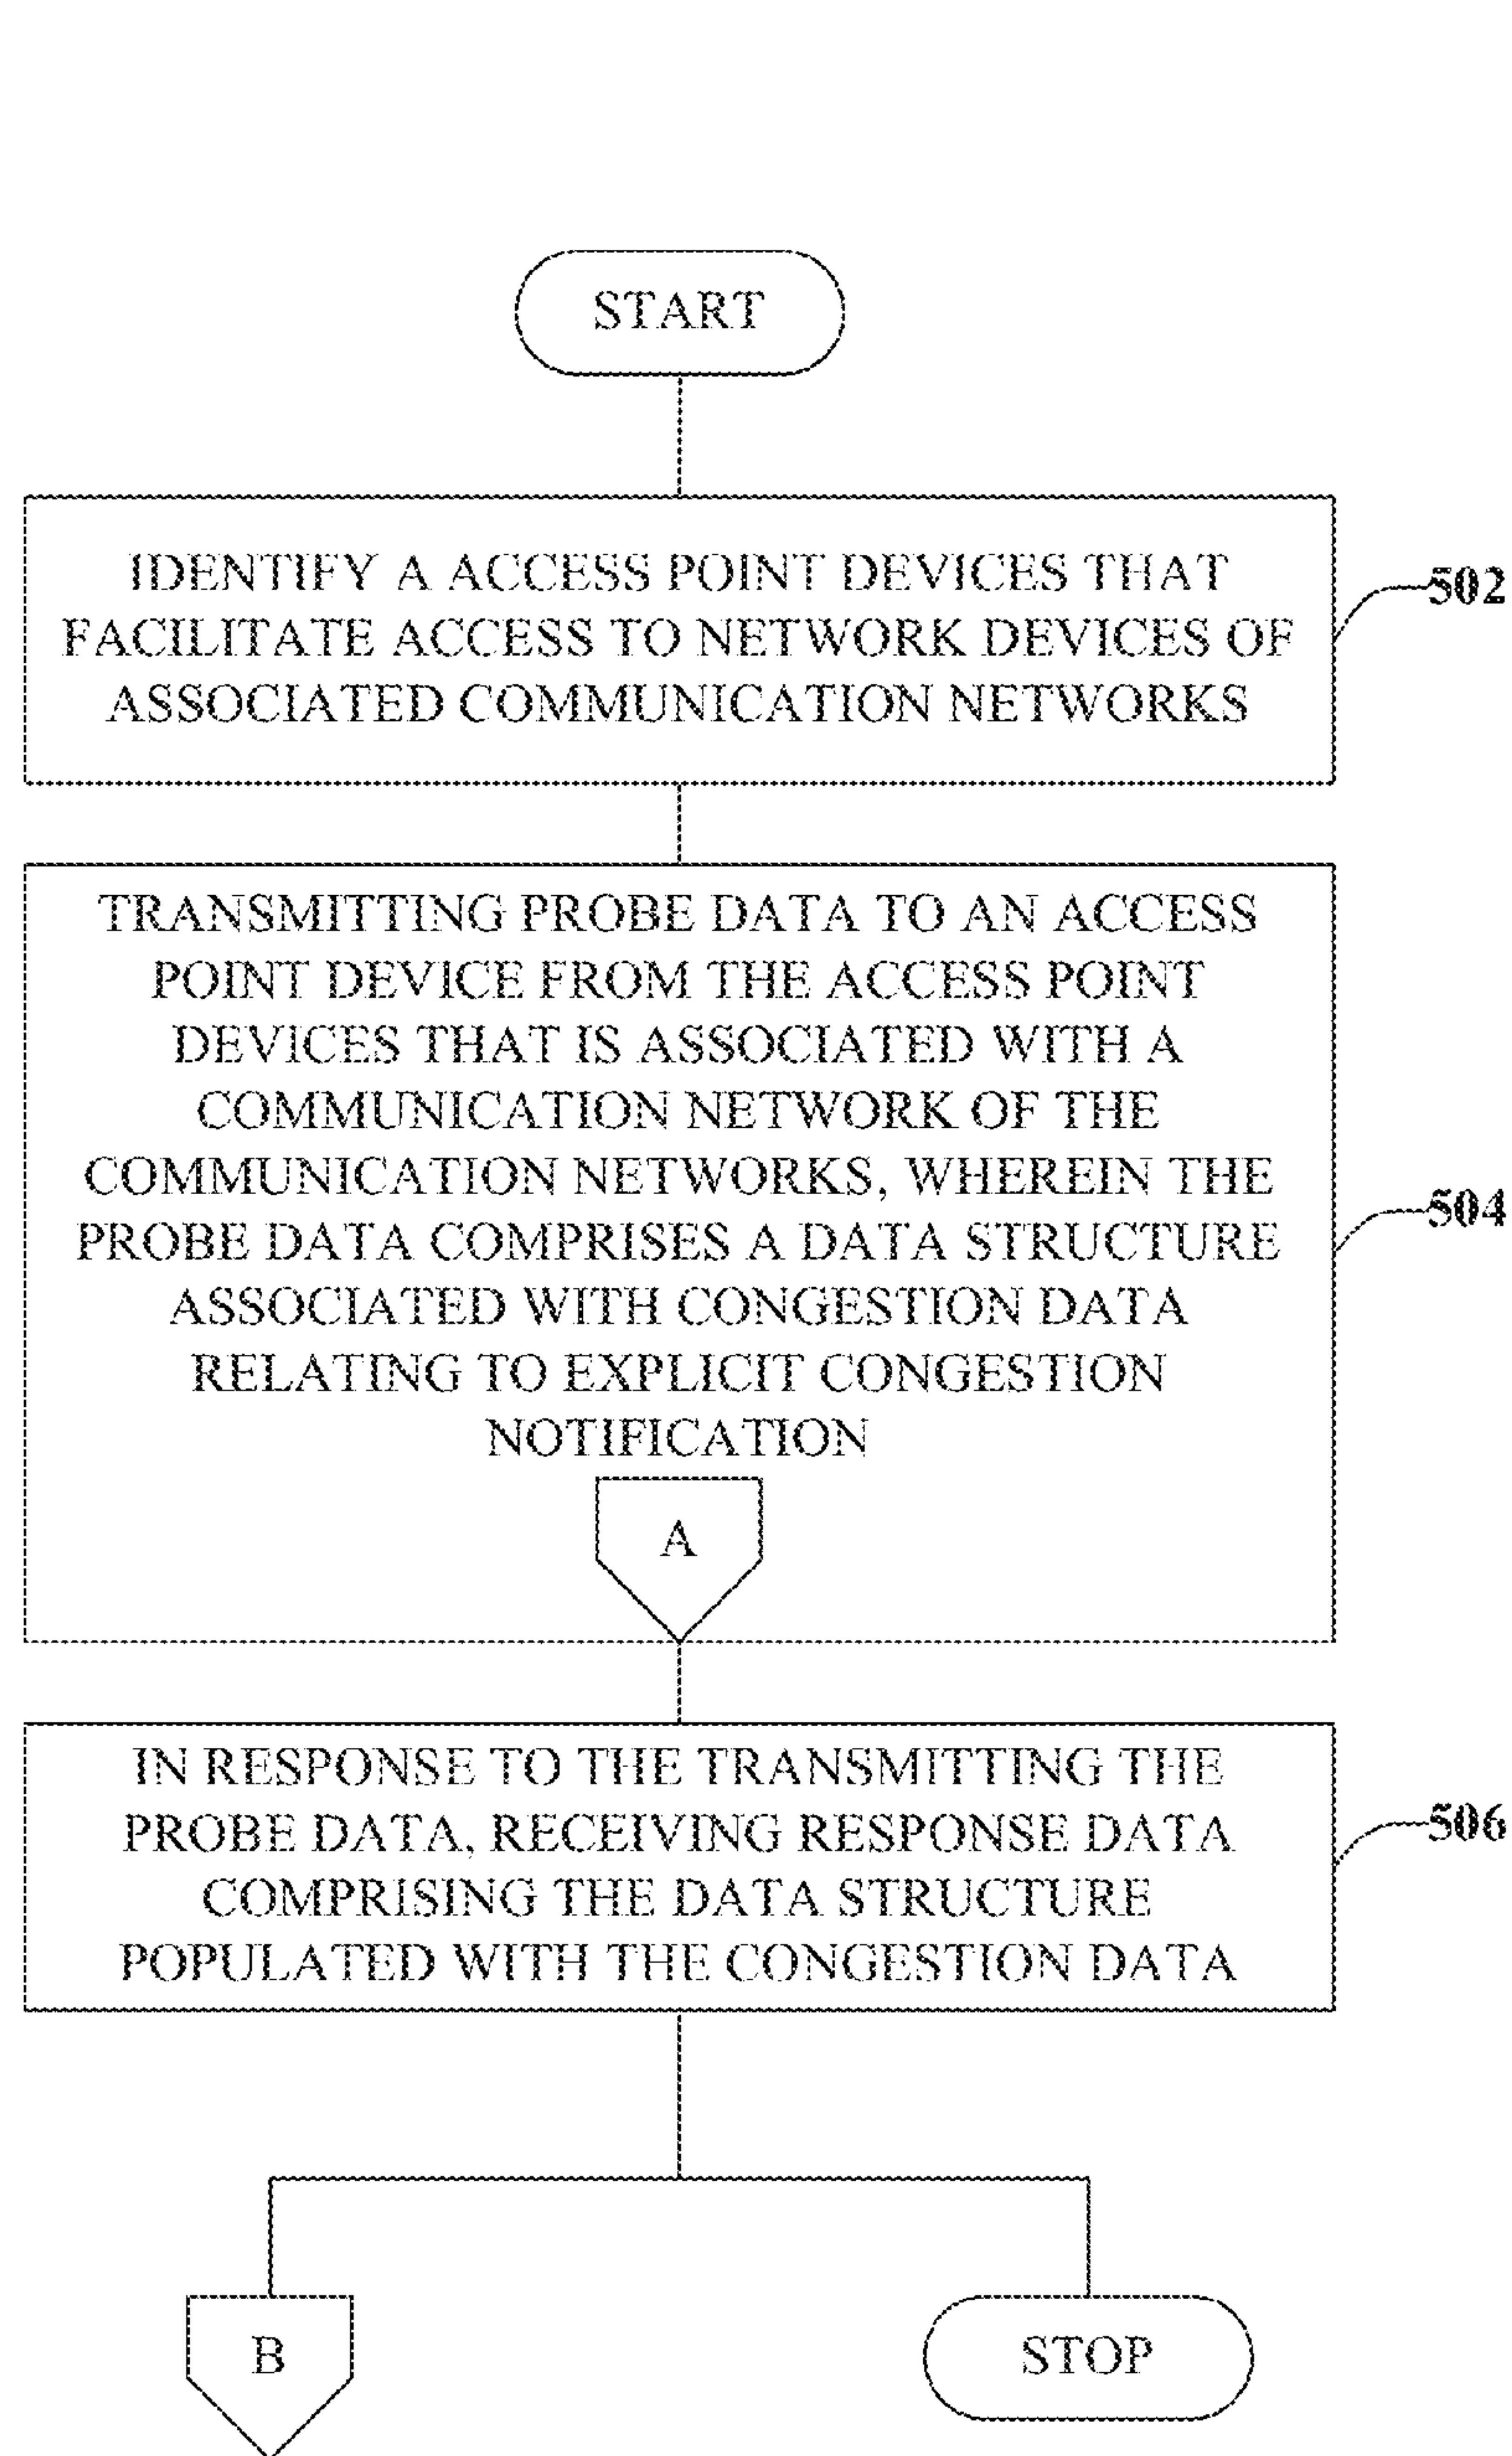 START
IDENTIFY A ACCESS POINT DEVICES THAT
FACILITATE ACCESS TO NETWORK DEVICES OF
ASSOCIATED COMMUNICATION NETWORKS
502
TRANSMITTING PROBE DATA TO AN ACCESS
POINT DEVICE FROM THE ACCESS POINT
DEVICES THAT IS ASSOCIATED WITH A
COMMUNICATION NETWORK OF THE
COMMUNICATION NETWORKS, WHEREIN THE
PROBE DATA COMPRISES A DATA STRUCTURE
ASSOCIATED WITH CONGESTION DATA
RELATING TO EXPLICIT CONGESTION
NOTIFICATION
504
A
IN RESPONSE TO THE TRANSMITTING THE
PROBE DATA, RECEIVING RESPONSE DATA
COMPRISING THE DATA STRUCTURE
POPULATED WITH THE CONGESTION DATA
506
B
STOP